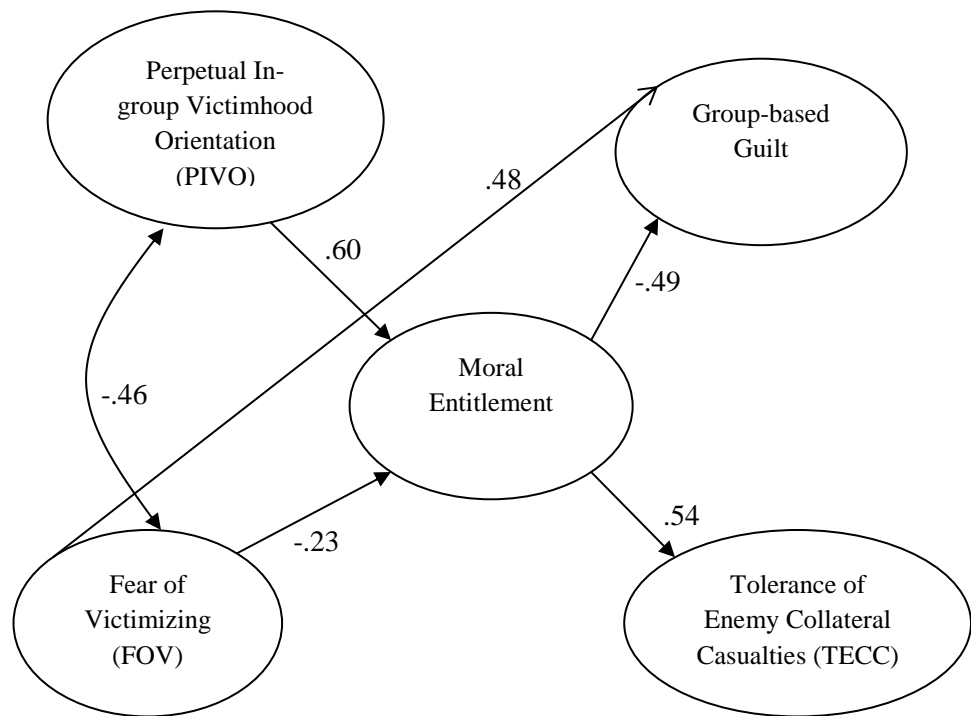 Perpetual In-
group Victimhood
Orientation
(PIVO)
Group-based
Guilt
.48
.60
-.49
Moral
Entitlement
-.46
-.23
.54
Fear of
Victimizing
(FOV)
Tolerance of
Enemy Collateral
Casualties (TECC)